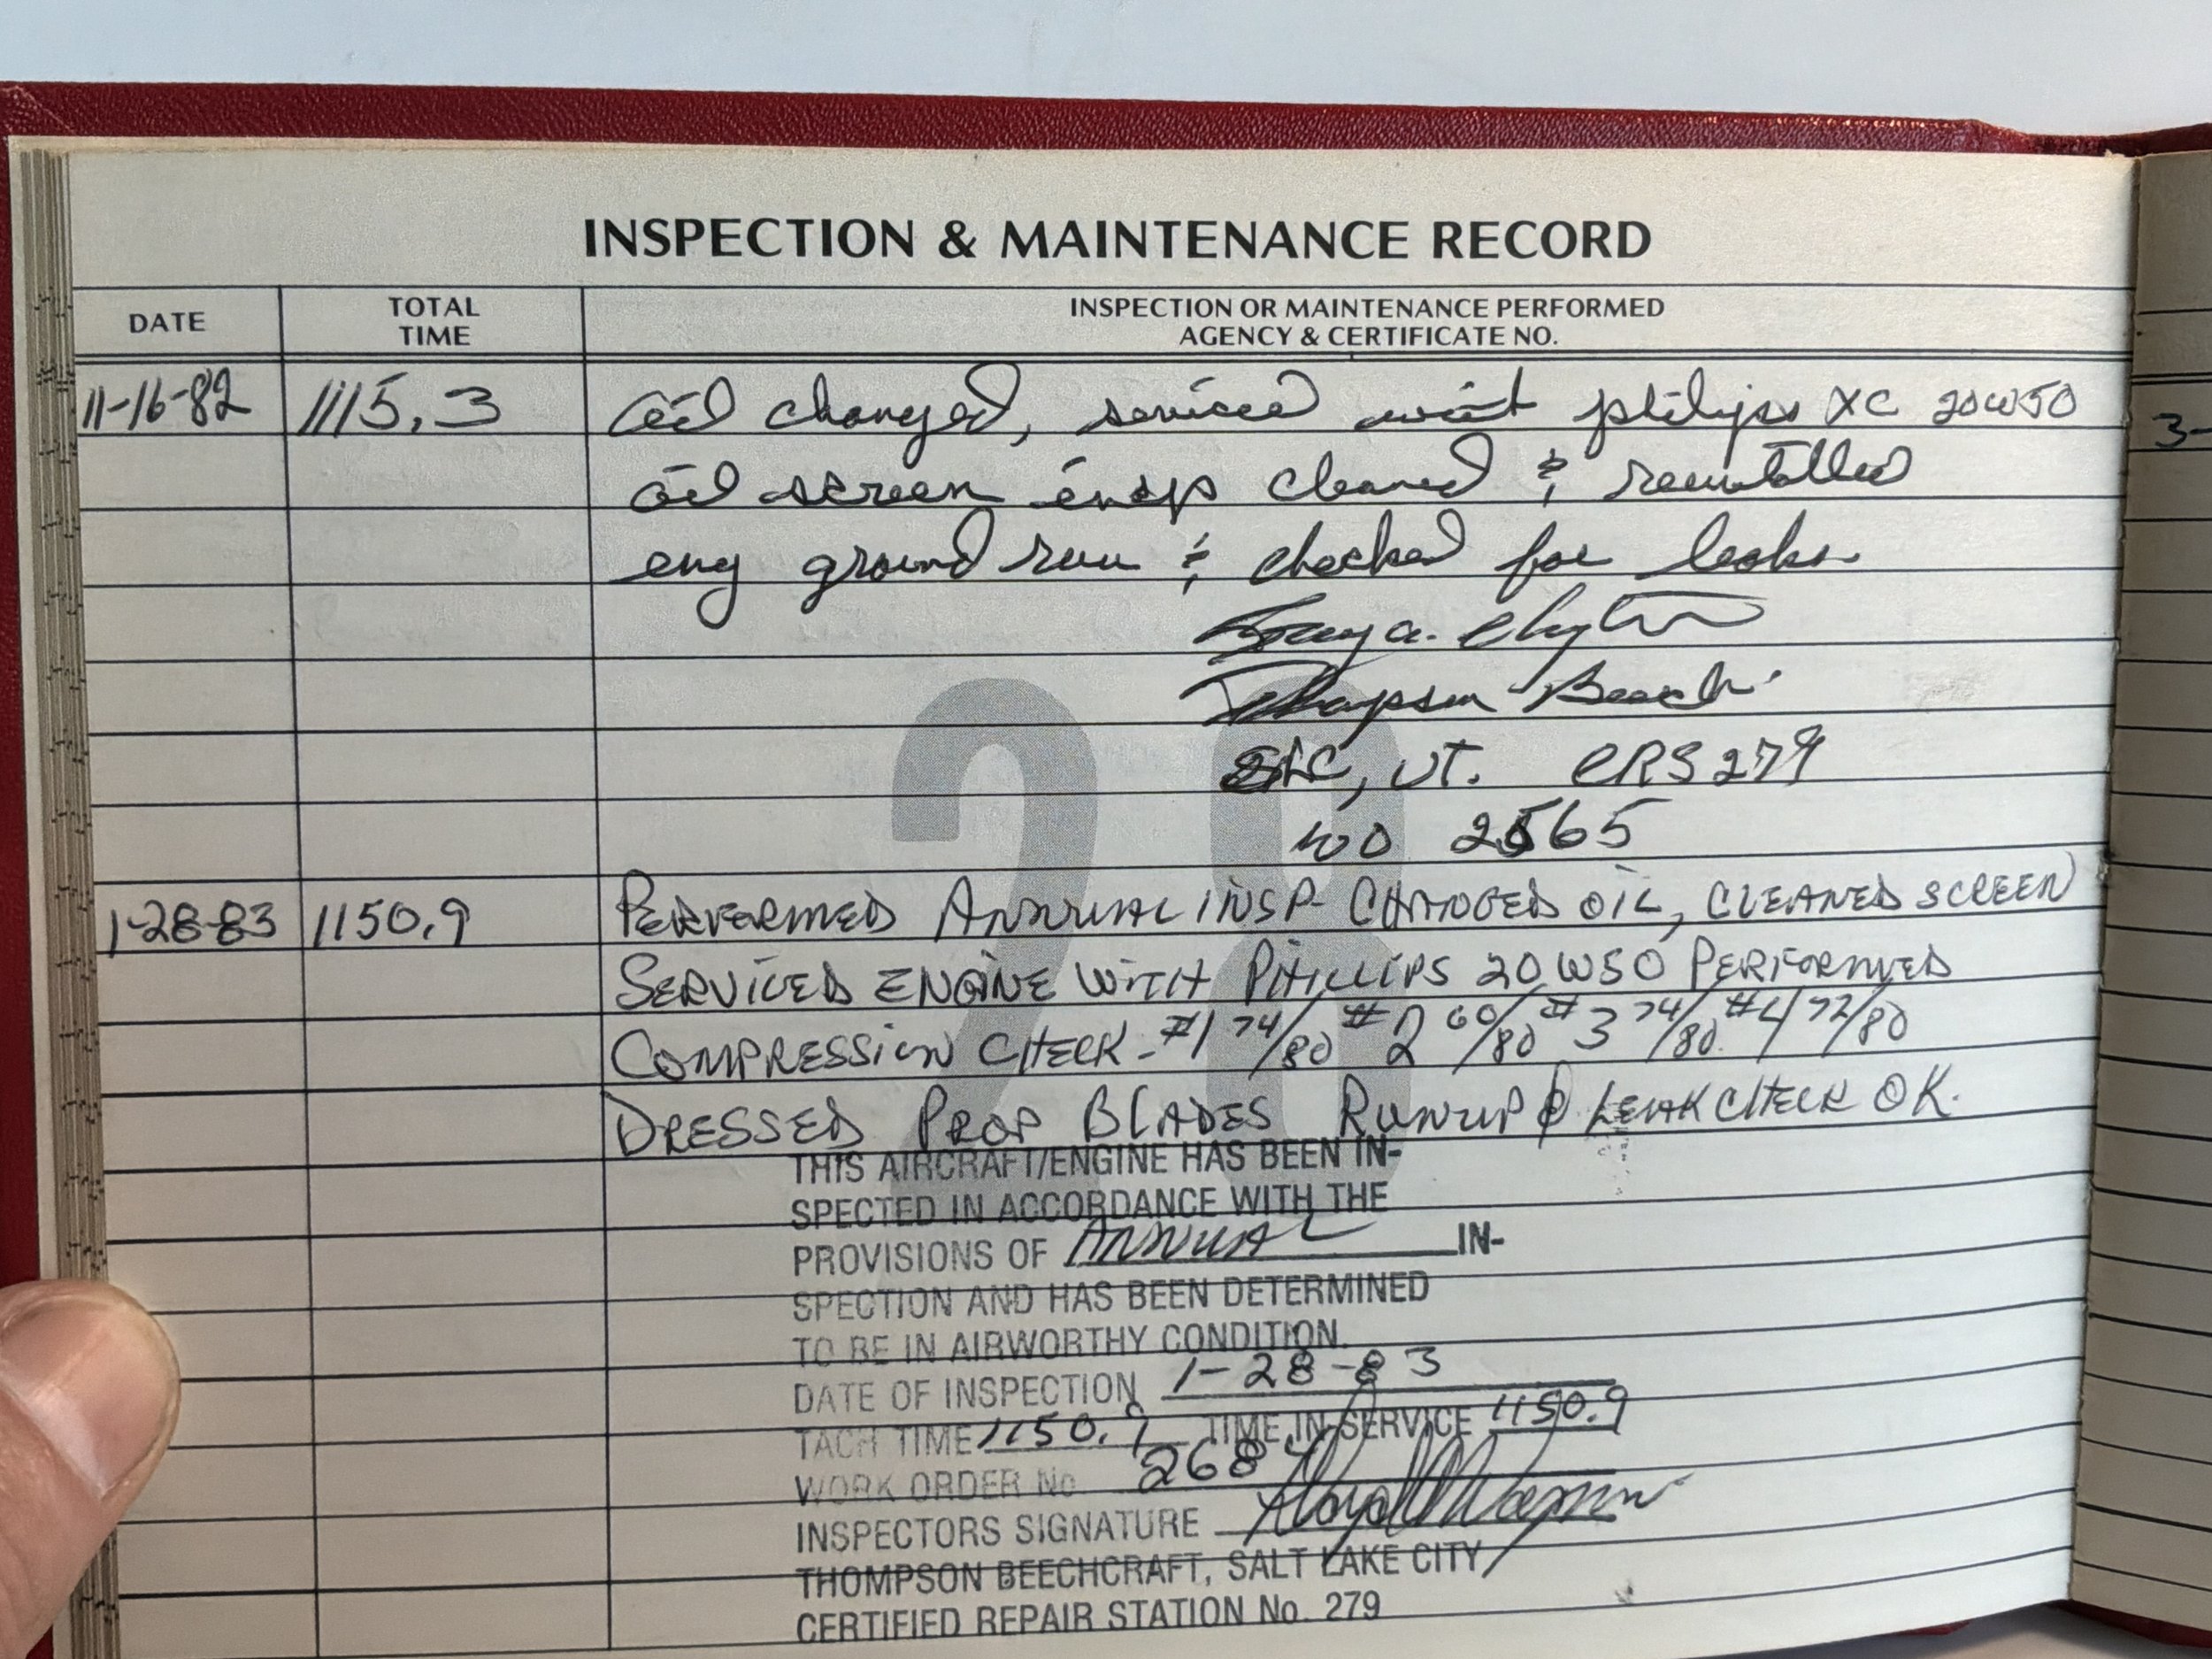 INSPECTION & MAINTENANCE RECORD
DATE
TOTAL
TIME
INSPECTION OR MAINTENANCE PERFORMED
AGENCY & CERTIFICATE NO.
11-16-82 1115.3 oil changed, serviced with philips XC 20W50
oil screen insp cleaned & reinstalled
eng ground run & checked for leaks
Thompson Beech
SLC, UT. CRS 279
WO 2565
3-
1-28-83 1150.9 PERFORMED ANNUAL INSP- CHANGED OIL, CLEANED SCREEN
SERVICED ENGINE WITH PHILLIPS 20W50 PERFORMED
COMPRESSION CHECK- #1 74/80 #2 60/80 #3 74/80. #4 72/80
DRESSED PROP BLADES RUNUP & LEAK CHECK OK.
THIS AIRCRAFT/ENGINE HAS BEEN IN-
SPECTED IN ACCORDANCE WITH THE
PROVISIONS OF ANNUAL IN-
SPECTION AND HAS BEEN DETERMINED
TO BE IN AIRWORTHY CONDITION.
DATE OF INSPECTION 1-28-83
TACH TIME 1150.9 TIME IN SERVICE 1150.9
WORK ORDER No. 2684
INSPECTORS SIGNATURE
THOMPSON BEECHCRAFT, SALT LAKE CITY
CERTIFIED REPAIR STATION No. 279
28